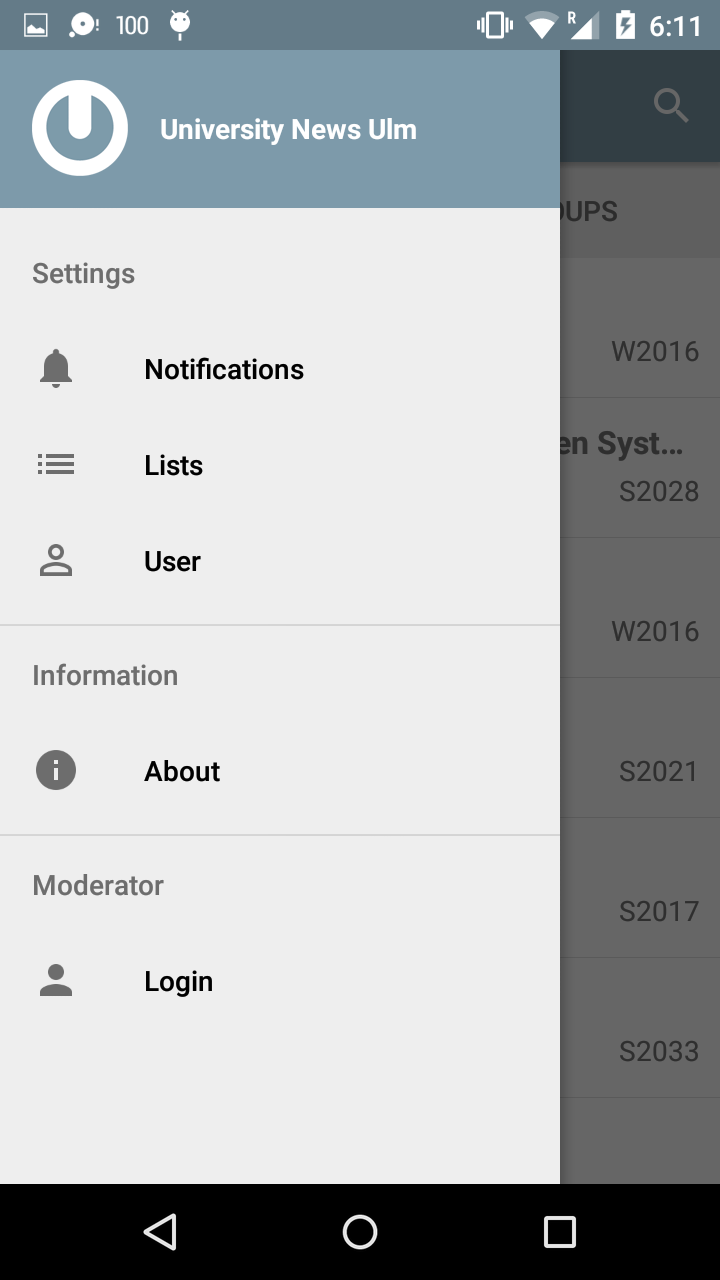 100
R
6:11
University News Ulm
Settings
Notifications
Lists
User
Information
About
Moderator
Login
OUPS
W2016
en Syst...
S2028
W2016
S2021
S2017
S2033